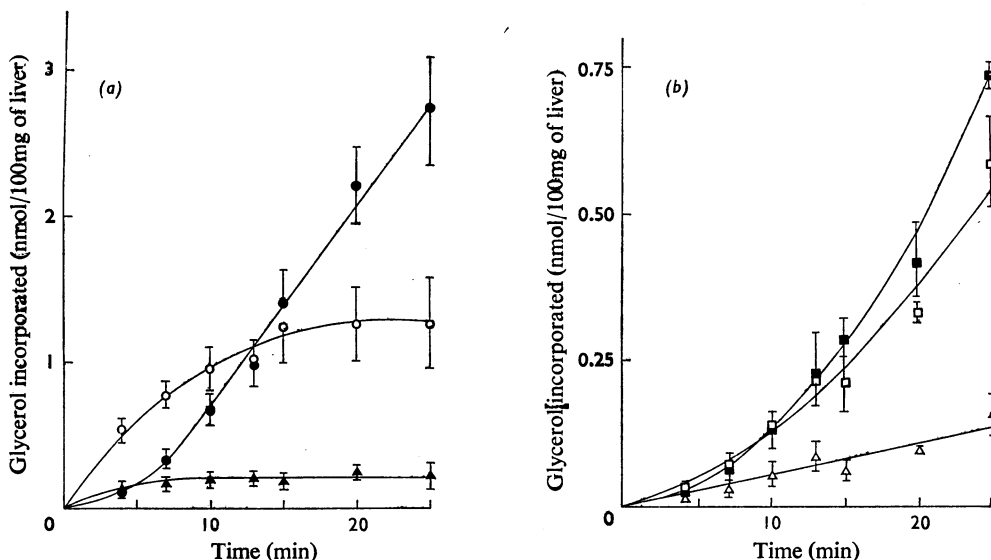 Glycerol incorporated (nmol/100mg of liver)
3
2
1
0
(a)
10
20
Time (min)
Glycerol incorporated (nmol/100mg of liver)
0.75
0.50
0.25
0
(b)
10
20
Time (min)